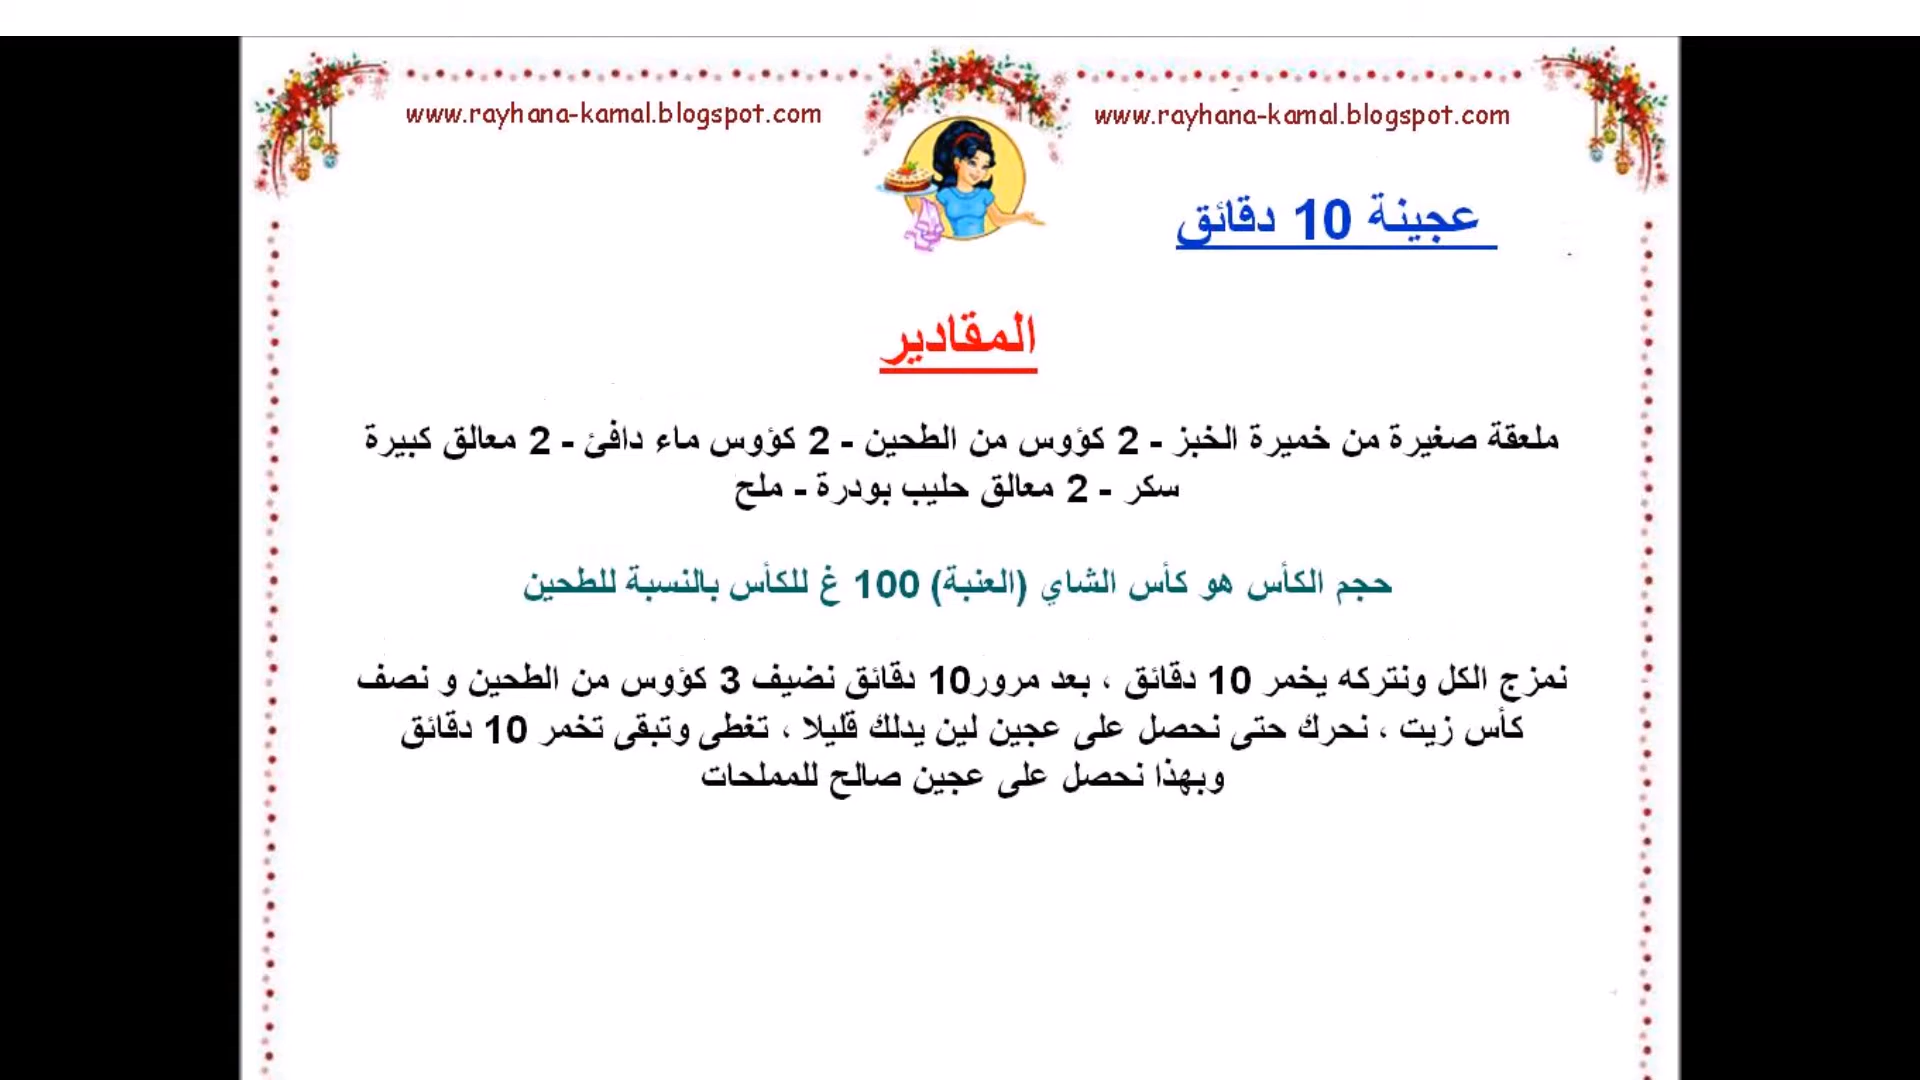 www.rayhana-kamal.blogspot.com
www.rayhana-kamal.blogspot.com
عجينة 10 دقائق
المقادير
ملعقة صغيرة من خميرة الخبز - 2 كؤوس من الطحين - 2 كؤوس ماء دافئ - 2 معالق كبيرة
سكر - 2 معالق حليب بودرة - ملح
حجم الكأس هو كأس الشاي (العنبة) 100 غ للكأس بالنسبة للطحين
نمزج الكل ونتركه يخمر 10 دقائق ، بعد مرور10 دقائق نضيف 3 كؤوس من الطحين و نصف
كأس زيت ، نحرك حتى نحصل على عجين لين يدلك قليلا ، تغطى وتبقى تخمر 10 دقائق
وبهذا نحصل على عجين صالح للمملحات